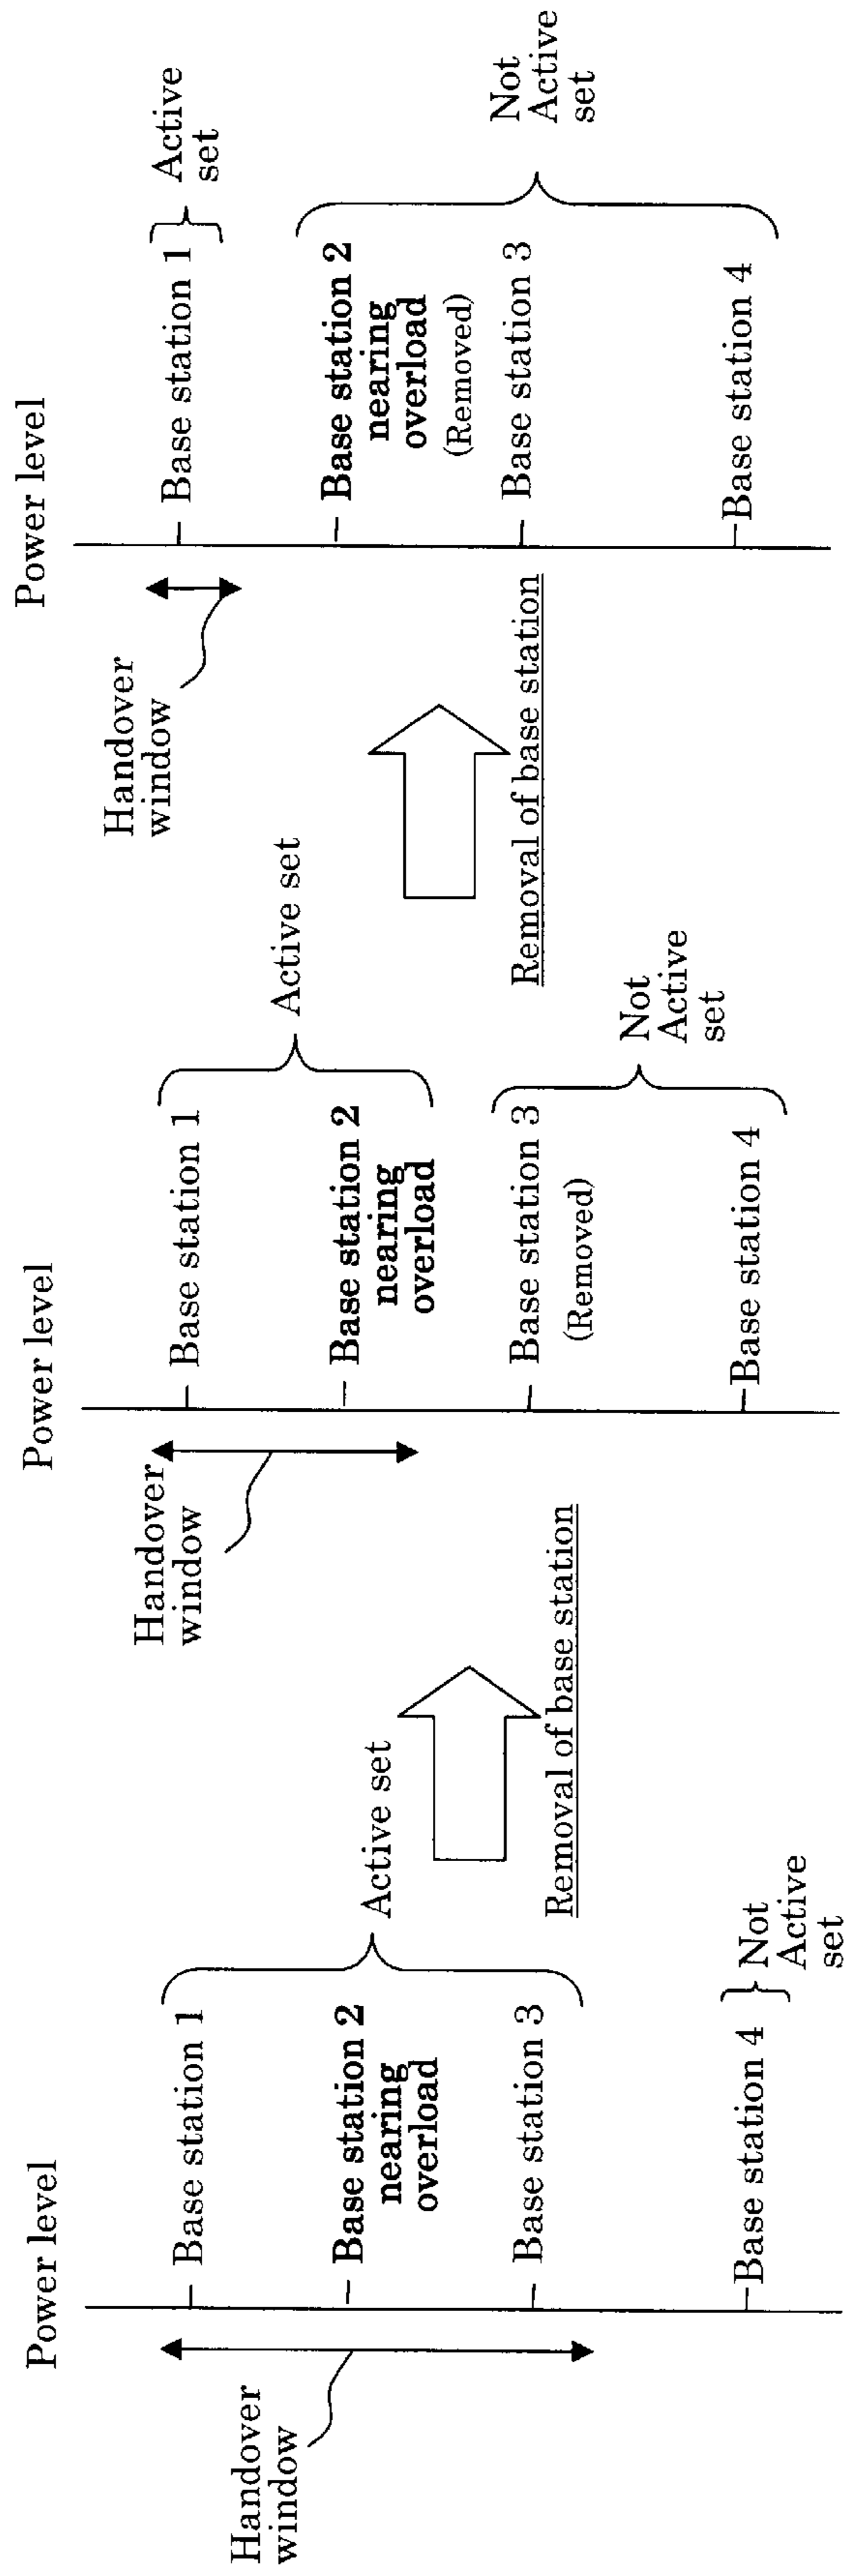 Power level
Handover
window
Base station 1
Base station 2
nearing
overload
Base station 3
Base station 4
Active set
Not
Active
set
Removal of base station
Power level
Handover
window
Base station 1
Base station 2
nearing
overload
Base station 3
(Removed)
Base station 4
Active set
Not
Active
set
Removal of base station
Power level
Handover
window
Base station 1
Base station 2
nearing
overload
(Removed)
Base station 3
Base station 4
Active
set
Not
Active
set